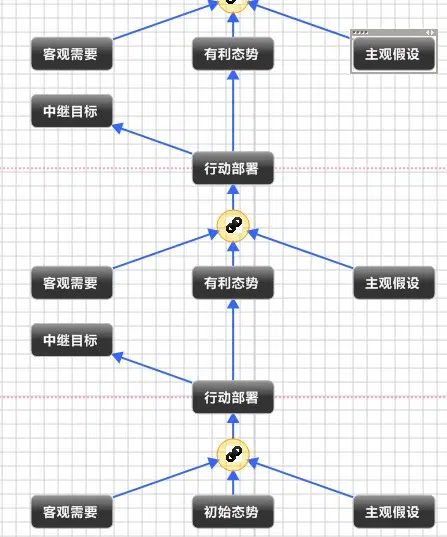 客观需要
有利态势
主观假设
中继目标
行动部署
客观需要
有利态势
主观假设
中继目标
行动部署
客观需要
初始态势
主观假设